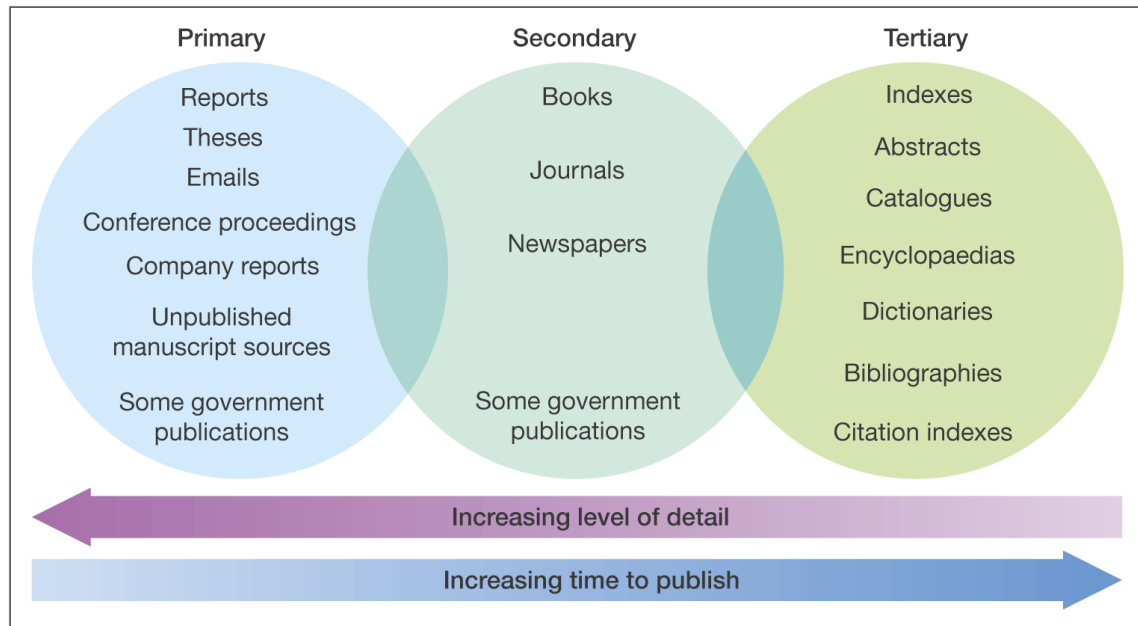 Primary
Secondary
Tertiary
Reports
Theses
Emails
Conference proceedings
Company reports
Unpublished
manuscript sources
Some government
publications
Books
Journals
Newspapers
Some government
publications
Indexes
Abstracts
Catalogues
Encyclopaedias
Dictionaries
Bibliographies
Citation indexes
Increasing level of detail
Increasing time to publish